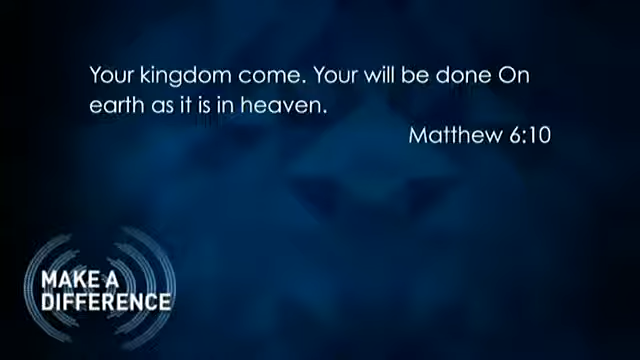 Your kingdom come. Your will be done On
earth as it is in heaven.
Matthew 6:10
MAKE A
DIFFERENCE